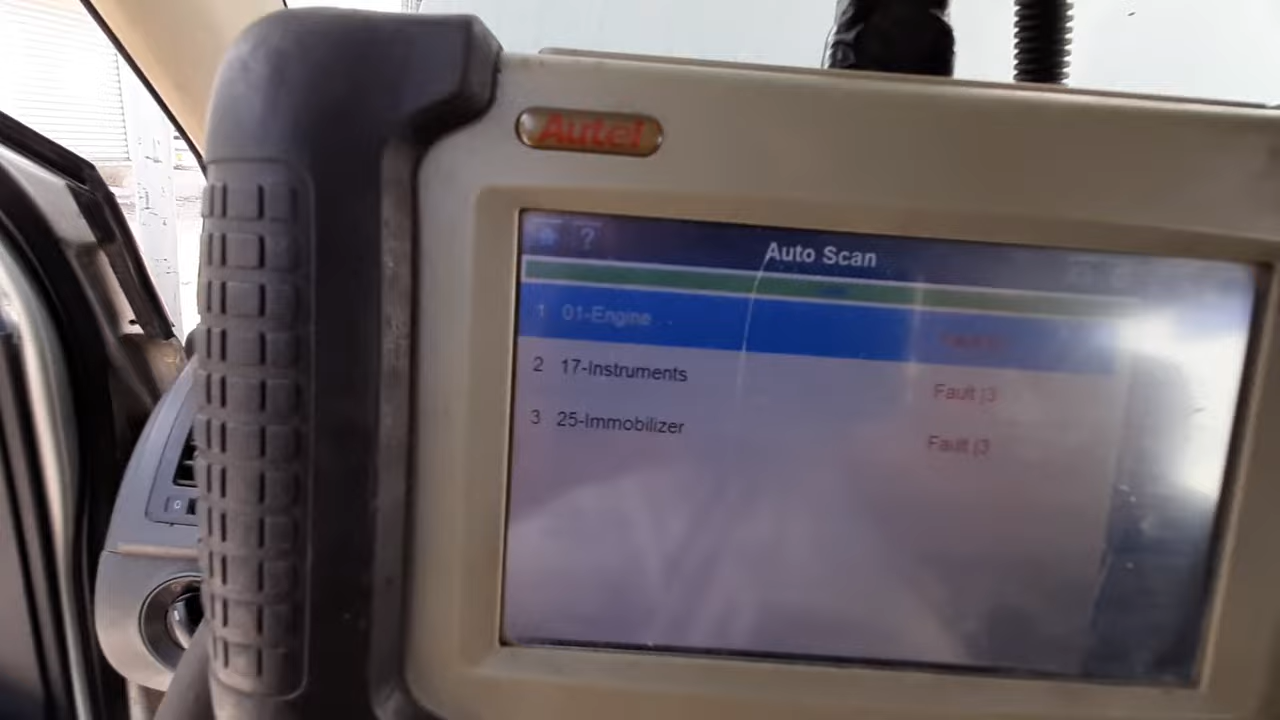 Autel
?
Auto Scan
1 01-Engine
2 17-Instruments Fault |3
3 25-Immobilizer Fault |3